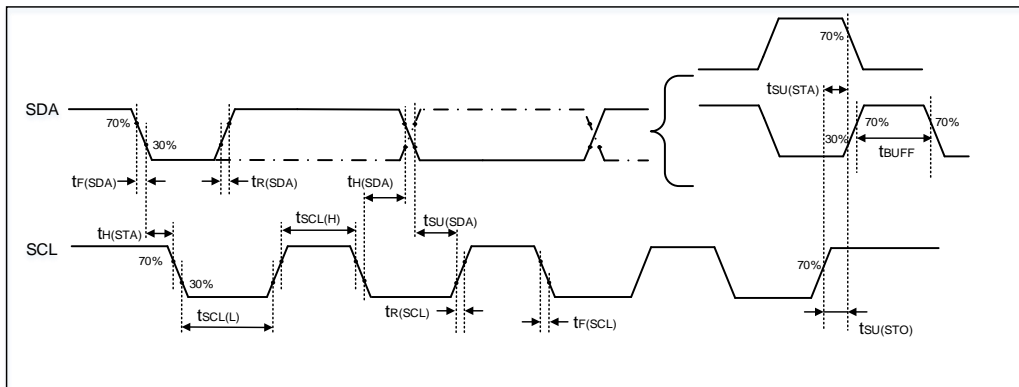 70%
tSU(STA)
SDA
70%
30%
30%
70%
70%
tBUFF
tF(SDA)
tR(SDA)
tH(SDA)
tSCL(H)
tSU(SDA)
tH(STA)
SCL
70%
30%
70%
tSCL(L)
tR(SCL)
tF(SCL)
tSU(STO)